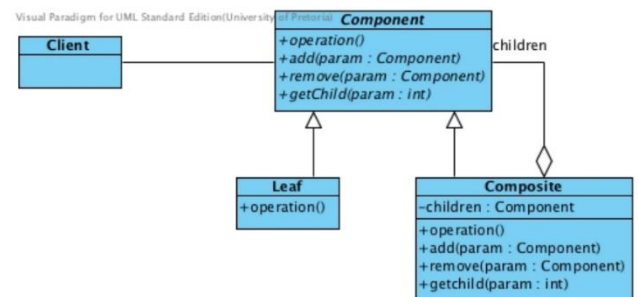 Visual Paradigm for UML Standard Edition(University of Pretoria)
Component
+operation()
+add(param : Component)
+remove(param : Component)
+getChild(param : int)
Client
children
Leaf
+operation()
Composite
-children : Component
+operation()
+add(param : Component)
+remove(param : Component)
+getchild(param : int)